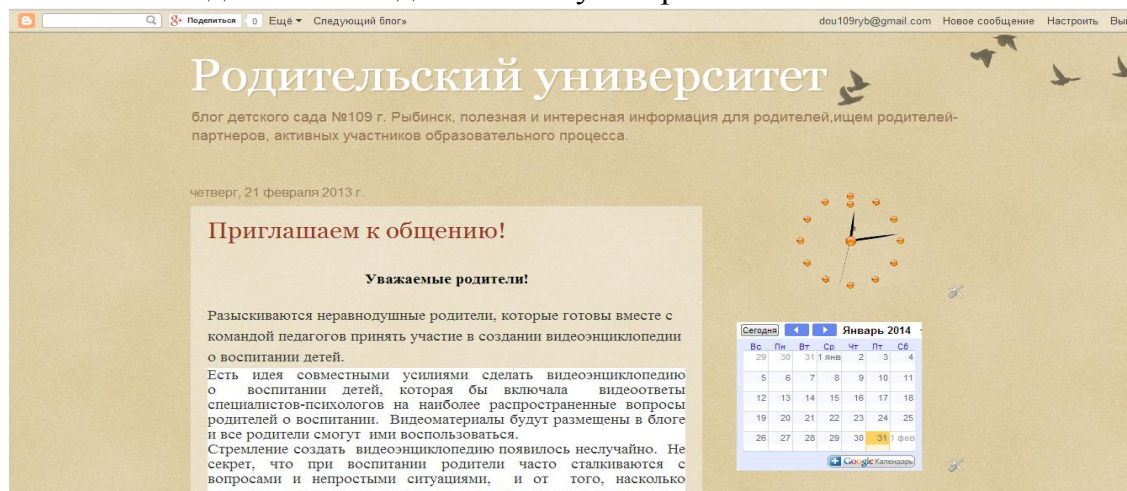 Поделиться 0 Ещё Следующий блог» dou109ryb@gmail.com Новое сообщение Настроить
Родительский университет
блог детского сада №109 г. Рыбинск, полезная и интересная информация для родителей,ищем родителей-
партнеров, активных участников образовательного процесса.
четверг, 21 февраля 2013 г.
Приглашаем к общению!
Уважаемые родители!
Разыскиваются неравнодушные родители, которые готовы вместе с
командой педагогов принять участие в создании видеоэнциклопедии
о воспитании детей.
Есть идея совместными усилиями сделать видеоэнциклопедию
о воспитании детей, которая бы включала видеоответы
специалистов-психологов на наиболее распространенные вопросы
родителей о воспитании. Видеоматериалы будут размещены в блоге
и все родители смогут ими воспользоваться.
Стремление создать видеоэнциклопедию появилось неслучайно. Не
секрет, что при воспитании родители часто сталкиваются с
вопросами и непростыми ситуациями, и от того, насколько
Сегодня Январь 2014
Вс Пн Вт Ср Чт Пт Сб
29 30 31 1 янв 2 3 4
5 6 7 8 9 10 11
12 13 14 15 16 17 18
19 20 21 22 23 24 25
26 27 28 29 30 31 1 фев
Google Календарь